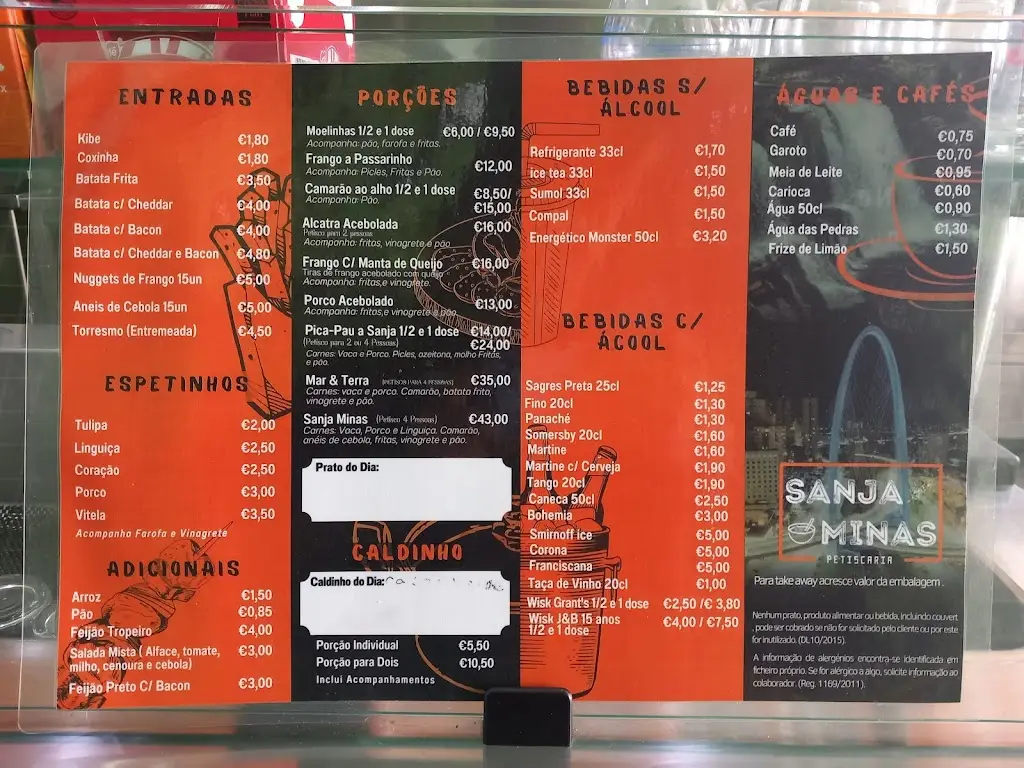 ENTRADAS
Kibe €1,80
Coxinha €1,80
Batata Frita €3,50
Batata c/ Cheddar €4,00
Batata c/ Bacon €4,00
Batata c/ Cheddar e Bacon €4,80
Nuggets de Frango 15un €5,00
Aneis de Cebola 15un €5,00
Torresmo (Entremeada) €4,50
ESPETINHOS
Tulipa €2,00
Linguiça €2,50
Coração €2,50
Porco €3,00
Vitela €3,50
Acompanha Farofa e Vinagrete
ADICIONAIS
Arroz €1,50
Pão €0,85
Feijão Tropeiro €4,00
Salada Mista ( Alface, tomate, €3,00
milho, cenoura e cebola)
Feijão Preto C/ Bacon €3,00
PORÇÕES
Moelinhas 1/2 e 1 dose €6,00 / €9,50
Acompanha: pão, farofa e fritas.
Frango a Passarinho €12,00
Acompanha: Picles, Fritas e Pão.
Camarão ao alho 1/2 e 1 dose €8,50/
Acompanha: Pão. €15,00
Alcatra Acebolada €16,00
Petisco para 2 pessoas
Acompanha: fritas, vinagrete e pão
Frango C/ Manta de Queijo €16,00
Tiras de frango acebolado com queijo
Acompanha: fritas,e vinagrete.
Porco Acebolado €13,00
Acompanha: fritas,e vinagrete e pão
Pica-Pau a Sanja 1/2 e 1 dose €14,00/
(Petisco para 2 ou 4 Pessoas) €24,00
Carnes: Vaca e Porco. Picles, azeitona, molho Fritas,
e pão.
Mar & Terra (PETISCO PARA 4 PESSOAS) €35,00
Carnes: vaca e porco. Camarão, batata frita,
vinagrete e pão.
Sanja Minas (Petisco 4 Pessoas) €43,00
Carnes: Vaca, Porco e Linguiça, Camarão,
anéis de cebola, fritas, vinagrete e pão.
Prato do Dia:
CALDINHO
Caldinho do Dia:
Porção Individual €5,50
Porção para Dois €10,50
Inclui Acompanhamentos
BEBIDAS S/
ÁLCOOL
Refrigerante 33cl €1,70
ice tea 33cl €1,50
Sumol 33cl €1,50
Compal €1,50
Energético Monster 50cl €3,20
BEBIDAS C/
ÁCOOL
Sagres Preta 25cl €1,25
Fino 20cl €1,30
Panaché €1,30
Somersby 20cl €1,60
Martine €1,60
Martine c/ Cerveja €1,90
Tango 20cl €1,90
Caneca 50cl €2,50
Bohemia €3,00
Smirnoff ice €5,00
Corona €5,00
Franciscana €5,00
Taça de Vinho 20cl €1,00
Wisk Grant's 1/2 e 1 dose €2,50 /€ 3,80
Wisk J&B 15 anos €4,00 / €7,50
1/2 e 1 dose
ÁGUAS E CAFÉS
Café €0,75
Garoto €0,70
Meia de Leite €0,95
Carioca €0,60
Água 50cl €0,90
Água das Pedras €1,30
Frize de Limão €1,50
SANJA
MINAS
PETISCARIA
Para take away acresce valor da embalagem .
Nenhum prato, produto alimentar ou bebida, incluindo couvert
, pode ser cobrado se não for solicitado pelo cliente ou por este
for inutilizado. (DL10/2015).
A informação de alergénios encontra-se identificada em
ficheiro próprio. Se for alérgico a algo, solicite informação ao
colaborador. (Reg. 1169/2011).